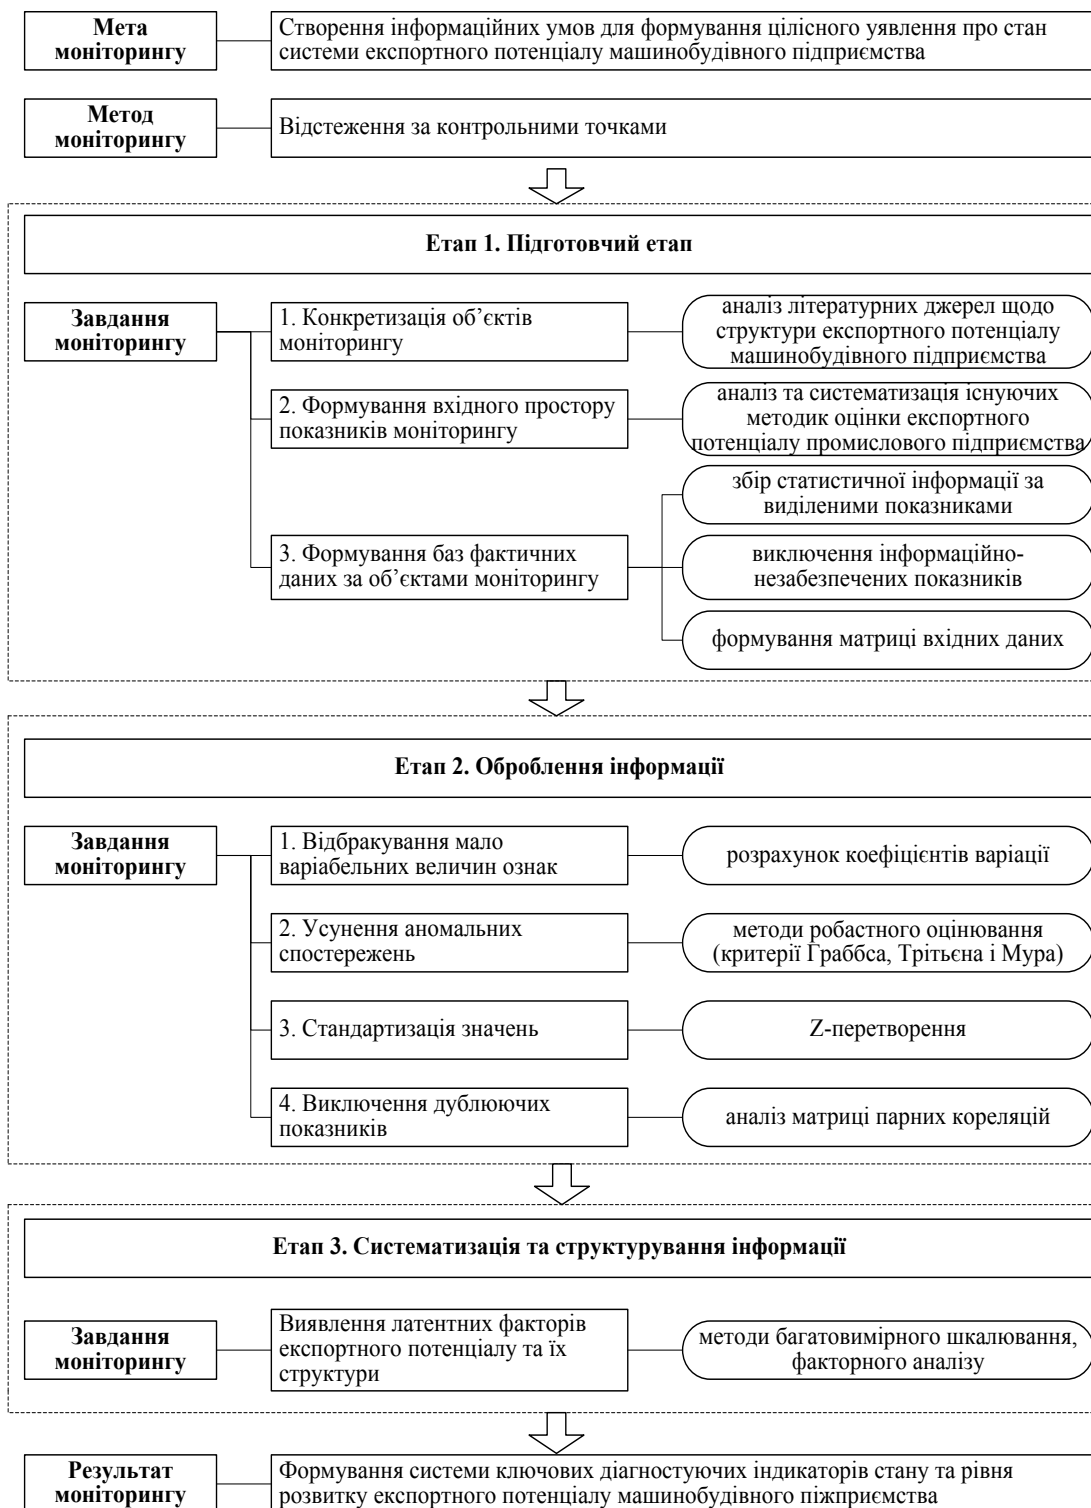 Мета
моніторингу
Створення інформаційних умов для формування цілісного уявлення про стан
системи експортного потенціалу машинобудівного підприємства
Метод
моніторингу
Відстеження за контрольними точками
Етап 1. Підготовчий етап
Завдання
моніторингу
1. Конкретизація об’єктів
моніторингу
аналіз літературних джерел щодо
структури експортного потенціалу
машинобудівного підприємства
2. Формування вхідного простору
показників моніторингу
аналіз та систематизація існуючих
методик оцінки експортного
потенціалу промислового підприємства
3. Формування баз фактичних
даних за об’єктами моніторингу
збір статистичної інформації за
виділеними показниками
виключення інформаційно-
незабезпечених показників
формування матриці вхідних даних
Етап 2. Оброблення інформації
Завдання
моніторингу
1. Відбракування мало
варіабельних величин ознак
розрахунок коефіцієнтів варіації
2. Усунення аномальних
спостережень
методи робастного оцінювання
(критерії Граббса, Трітьєна і Мура)
3. Стандартизація значень
Z-перетворення
4. Виключення дублюючих
показників
аналіз матриці парних кореляцій
Етап 3. Систематизація та структурування інформації
Завдання
моніторингу
Виявлення латентних факторів
експортного потенціалу та їх
структури
методи багатовимірного шкалювання,
факторного аналізу
Результат
моніторингу
Формування системи ключових діагностуючих індикаторів стану та рівня
розвитку експортного потенціалу машинобудівного піжприємства